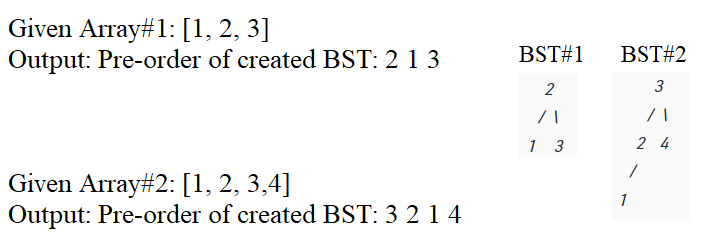 Given Array#1: [1, 2, 3]
Output: Pre-order of created BST: 2 1 3
Given Array#2: [1, 2, 3,4]
Output: Pre-order of created BST: 3 2 1 4
BST#1
2
/ \
1 3
BST#2
3
/ \
2 4
/
1